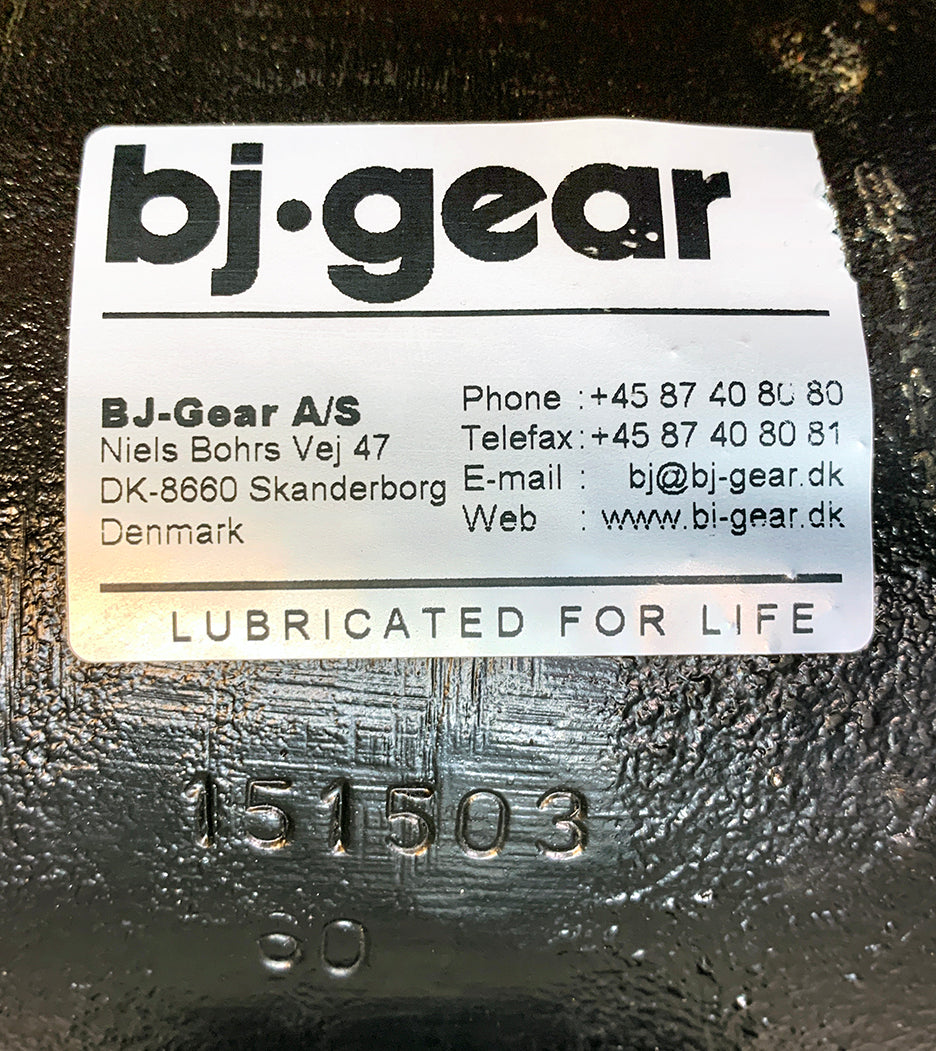 bj·gear
BJ-Gear A/S
Niels Bohrs Vej 47
DK-8660 Skanderborg
Denmark
Phone : +45 87 40 80 80
Telefax : +45 87 40 80 81
E-mail : bj@bj-gear.dk
Web : www.bj-gear.dk
LUBRICATED FOR LIFE
151503